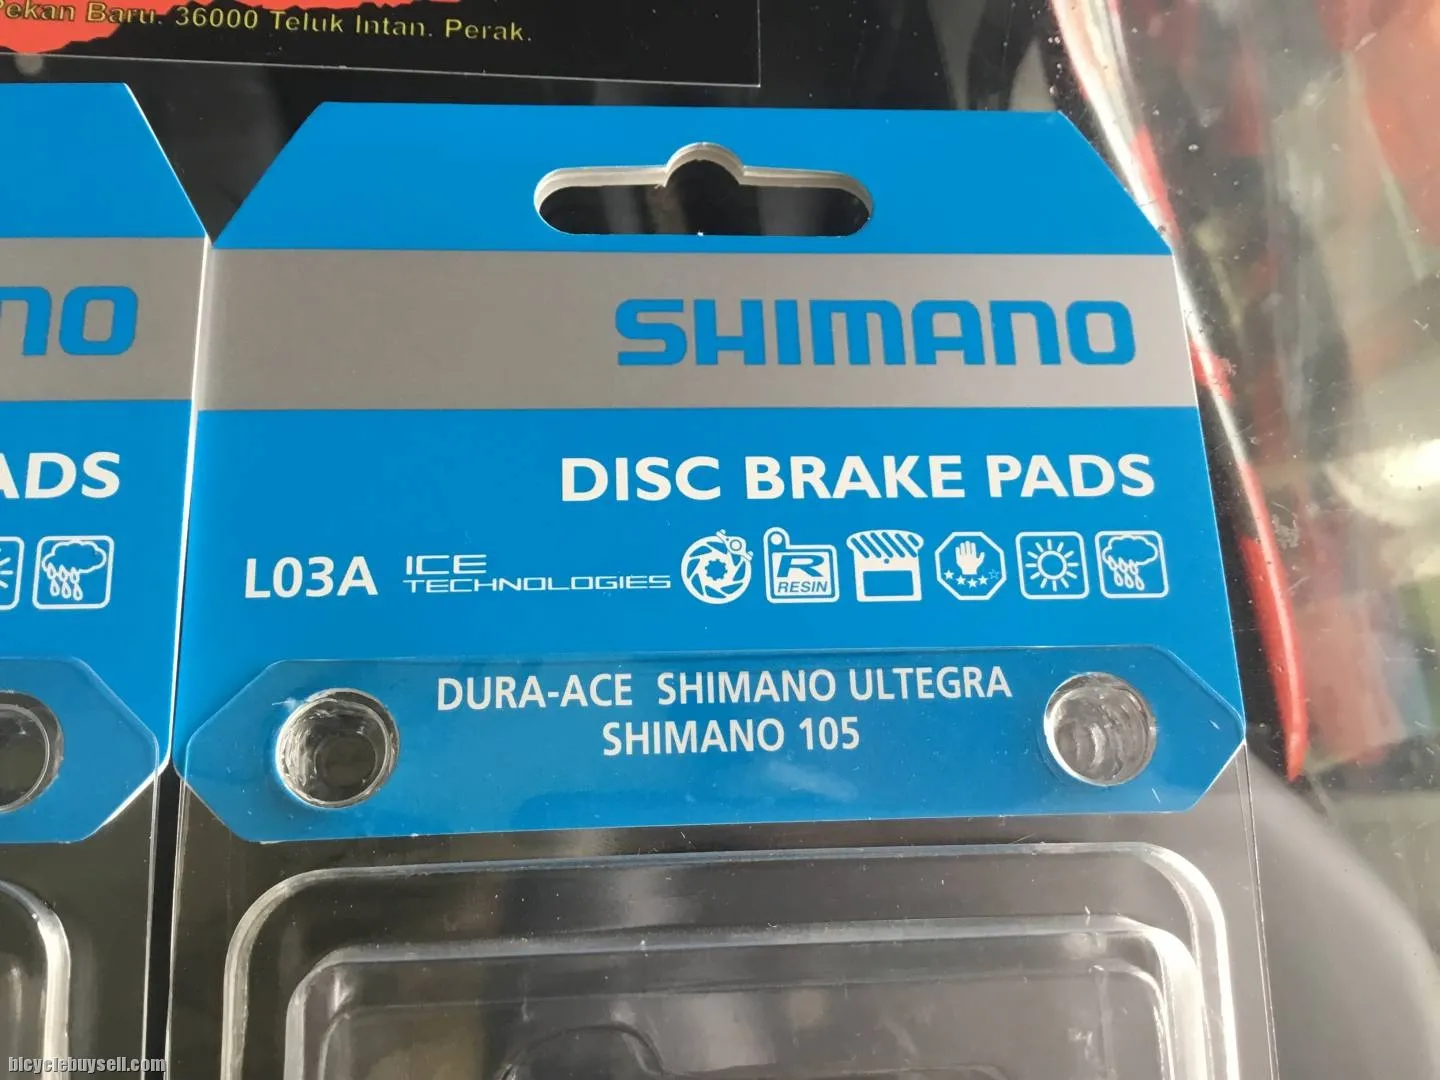 Pekan Baru. 36000 Teluk Intan. Perak.
NO
ADS
SHIMANO
DISC BRAKE PADS
L03A ICE TECHNOLOGIES R RESIN
DURA-ACE SHIMANO ULTEGRA
SHIMANO 105
bicyclebuysell.com